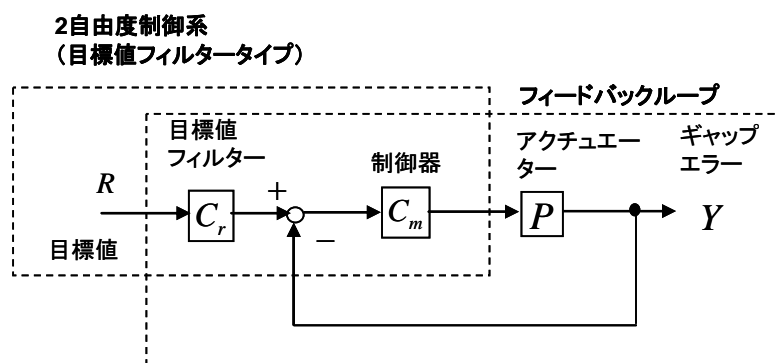 2自由度制御系
(目標値フィルタータイプ)
フィードバックループ
目標値
フィルター
制御器
アクチュエー
ター
ギャップ
エラー
R
+
C_r
C_m
P
Y
−
目標値